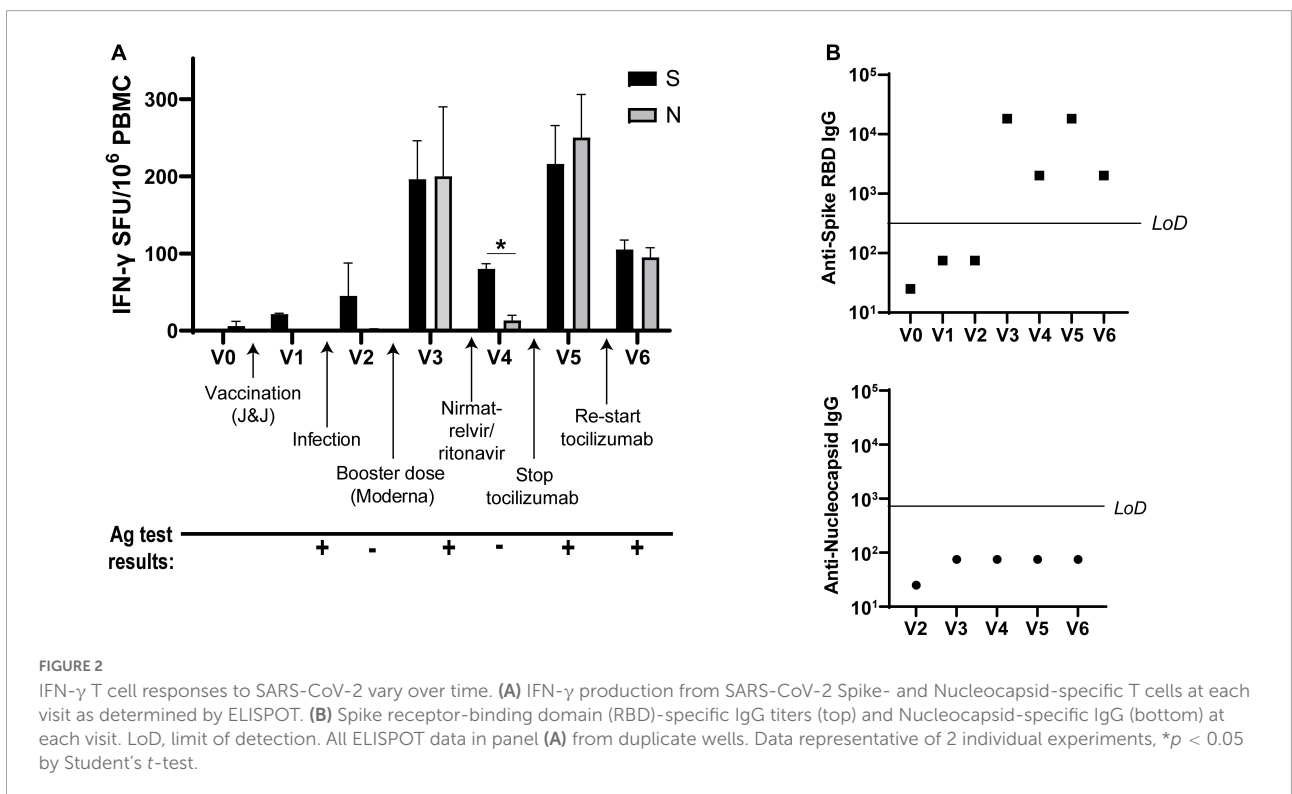 A
IFN-γ SFU/10⁶ PBMC
300
200
100
0
S
N
*
V0 V1 V2 V3 V4 V5 V6
Vaccination
(J&J)
Infection
Booster dose
(Moderna)
Nirmat-
relvir/
ritonavir
Stop
tocilizumab
Re-start
tocilizumab
Ag test
results:
+ - + - + +
B
Anti-Spike RBD IgG
10⁵
10⁴
10³
10²
10¹
LoD
V0 V1 V2 V3 V4 V5 V6
Anti-Nucleocapsid IgG
10⁵
10⁴
10³
10²
10¹
LoD
V2 V3 V4 V5 V6
FIGURE 2
IFN-γ T cell responses to SARS-CoV-2 vary over time. (A) IFN-γ production from SARS-CoV-2 Spike- and Nucleocapsid-specific T cells at each
visit as determined by ELISPOT. (B) Spike receptor-binding domain (RBD)-specific IgG titers (top) and Nucleocapsid-specific IgG (bottom) at
each visit. LoD, limit of detection. All ELISPOT data in panel (A) from duplicate wells. Data representative of 2 individual experiments, *p < 0.05
by Student's t-test.